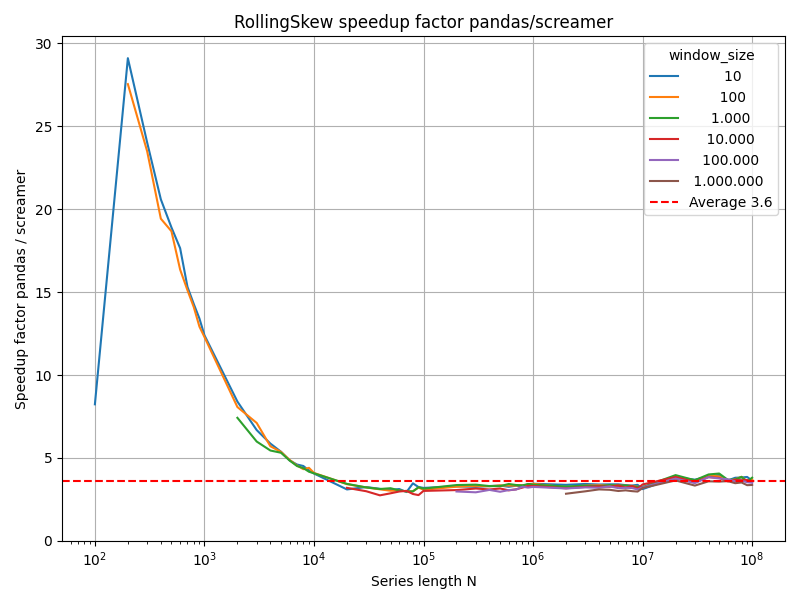 RollingSkew speedup factor pandas/screamer
Speedup factor pandas / screamer
30
25
20
15
10
5
0
window_size
10
100
1.000
10.000
100.000
1.000.000
Average 3.6
10² 10³ 10⁴ 10⁵ 10⁶ 10⁷ 10⁸
Series length N